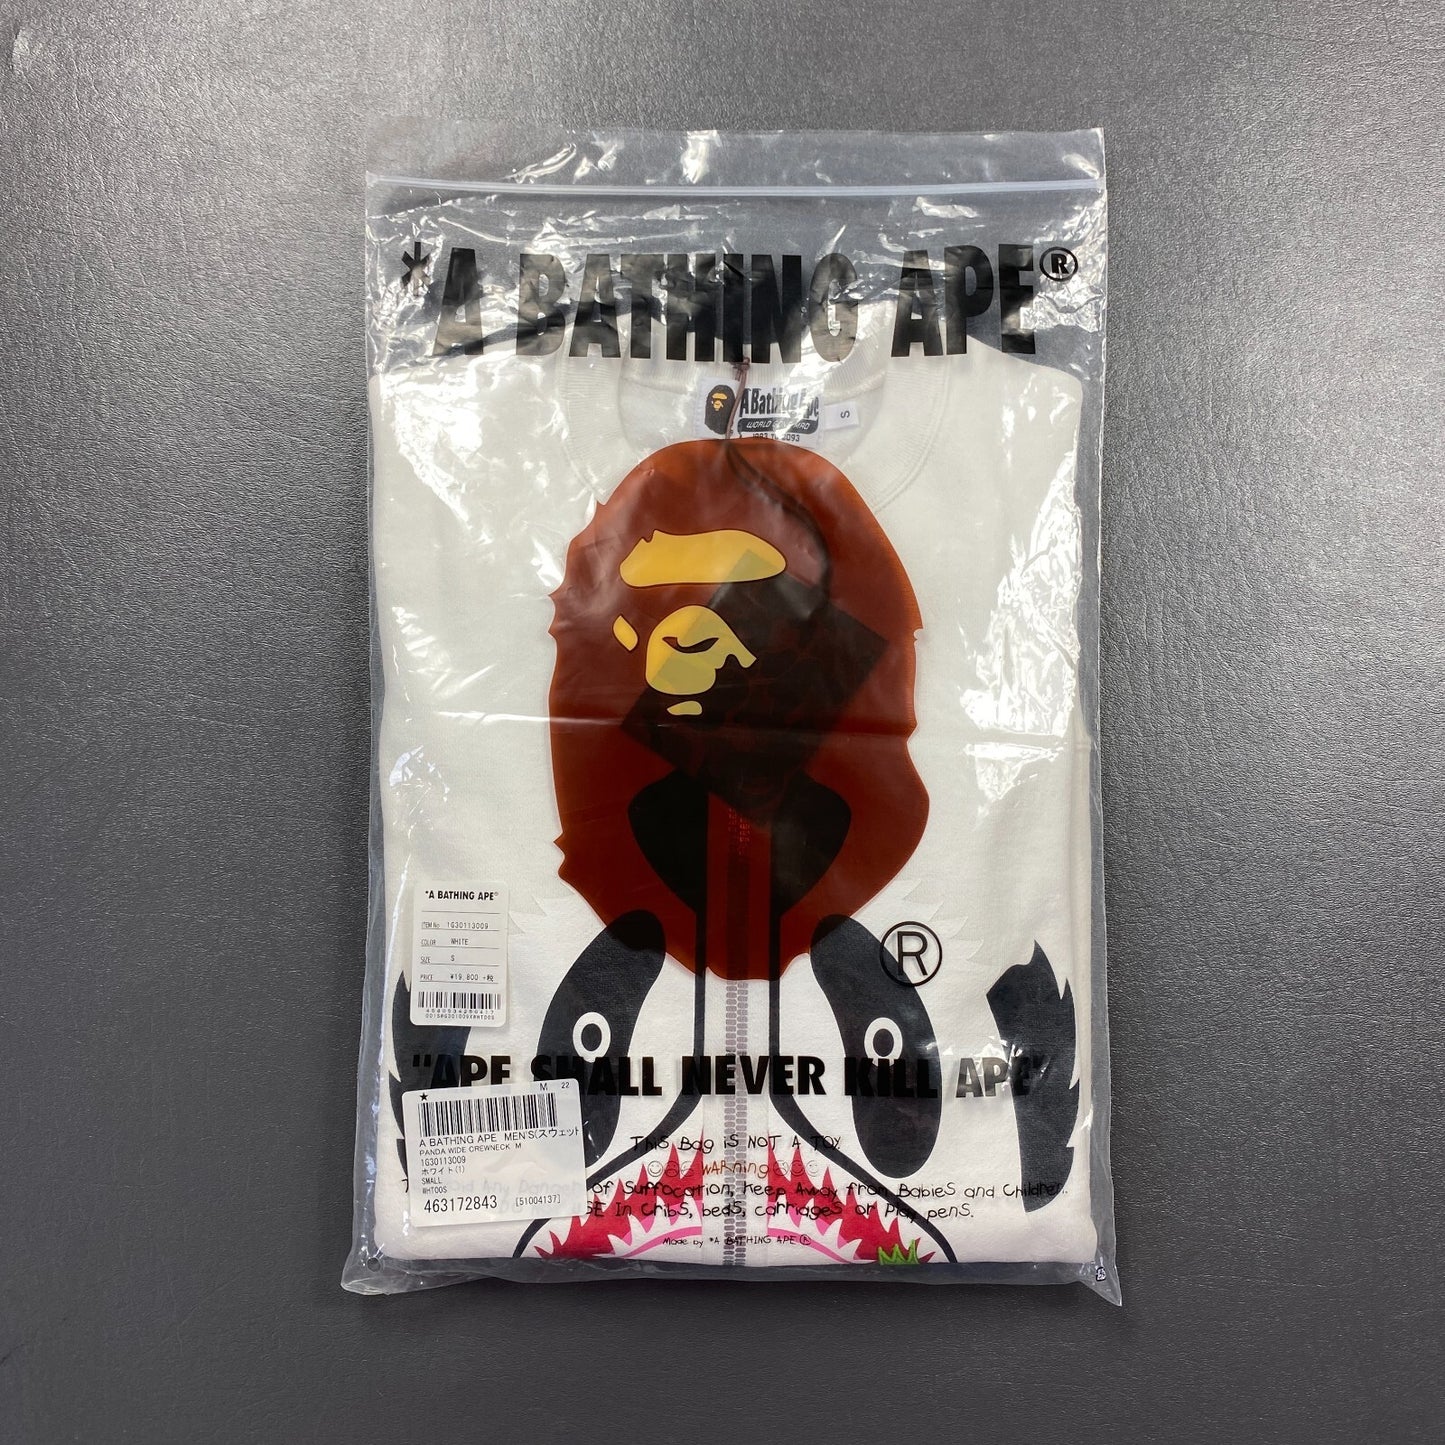 *A BATHING APE®
A Bathing Ape
S
®
*A BATHING APE®
ITEM No 1G30113009
COLOR WHITE
SIZE S
PRICE ¥19,800 +税
"APE SHALL NEVER KILL APE"
M 22
★
A BATHING APE MEN'S(スウェット
PANDA WIDE CREWNECK M
1G30113009
ホワイト(1)
SMALL
WHT00S
463172843 [51004137]
This Bag iS NOT A TOY
WARning
of Suffocation, Keep Away from Babies and Children.
In Cribs, beds, carriages or Play pens.
Made by *A BATHING APE ®